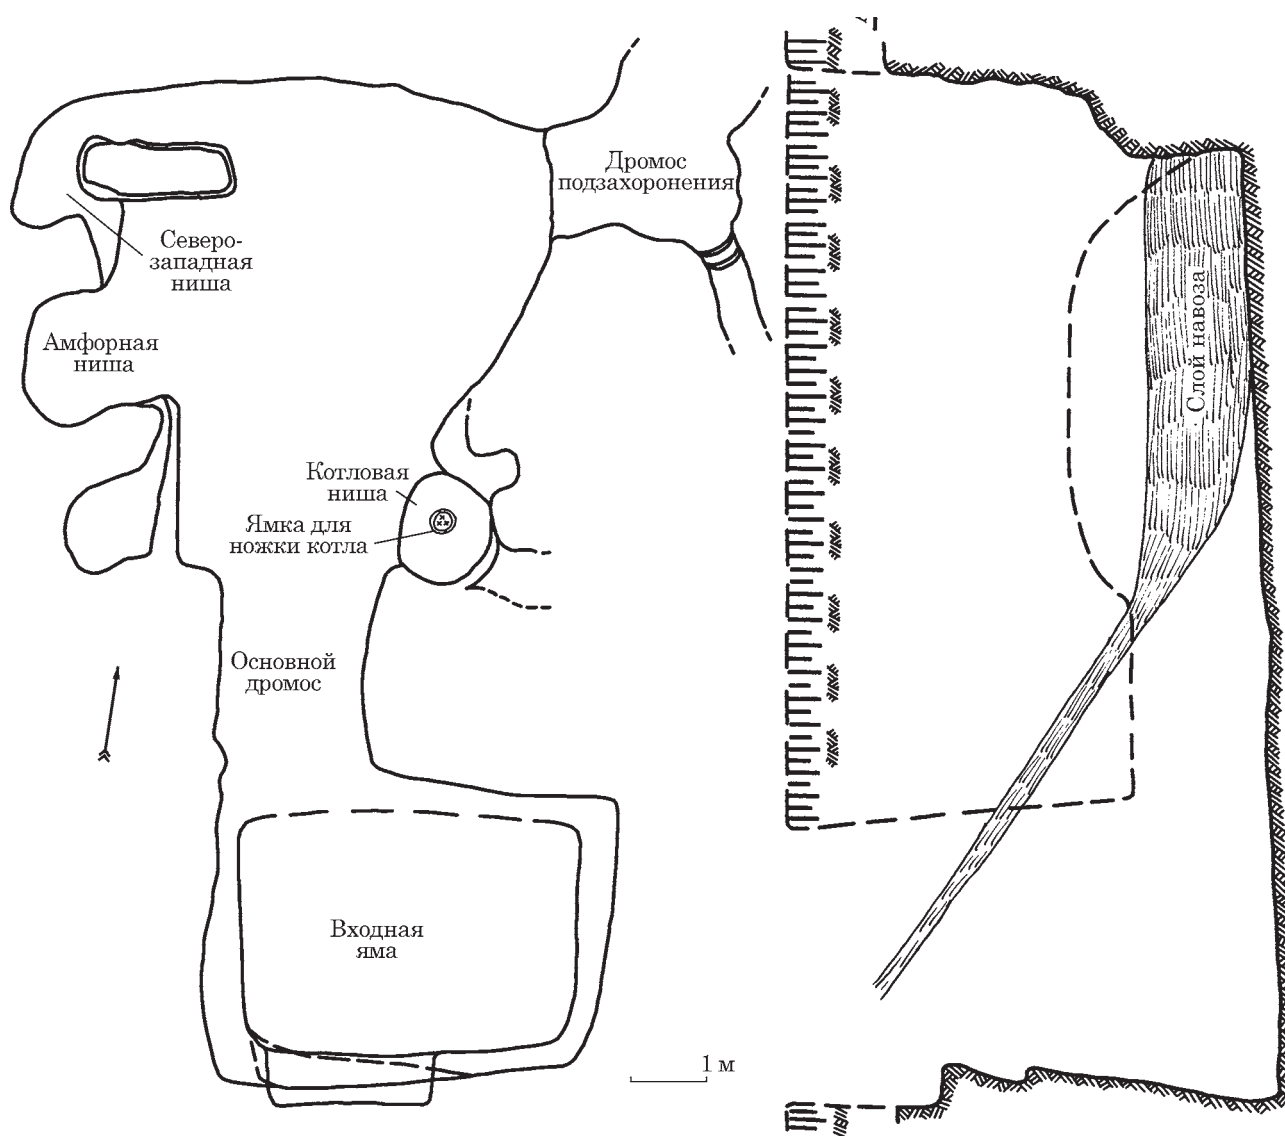 Дромос
подзахоронения
Северо-
западная
ниша
Амфорная
ниша
Слой навоза
Котловая
ниша
Ямка для
ножки котла
Основной
дромос
Входная
яма
1 м